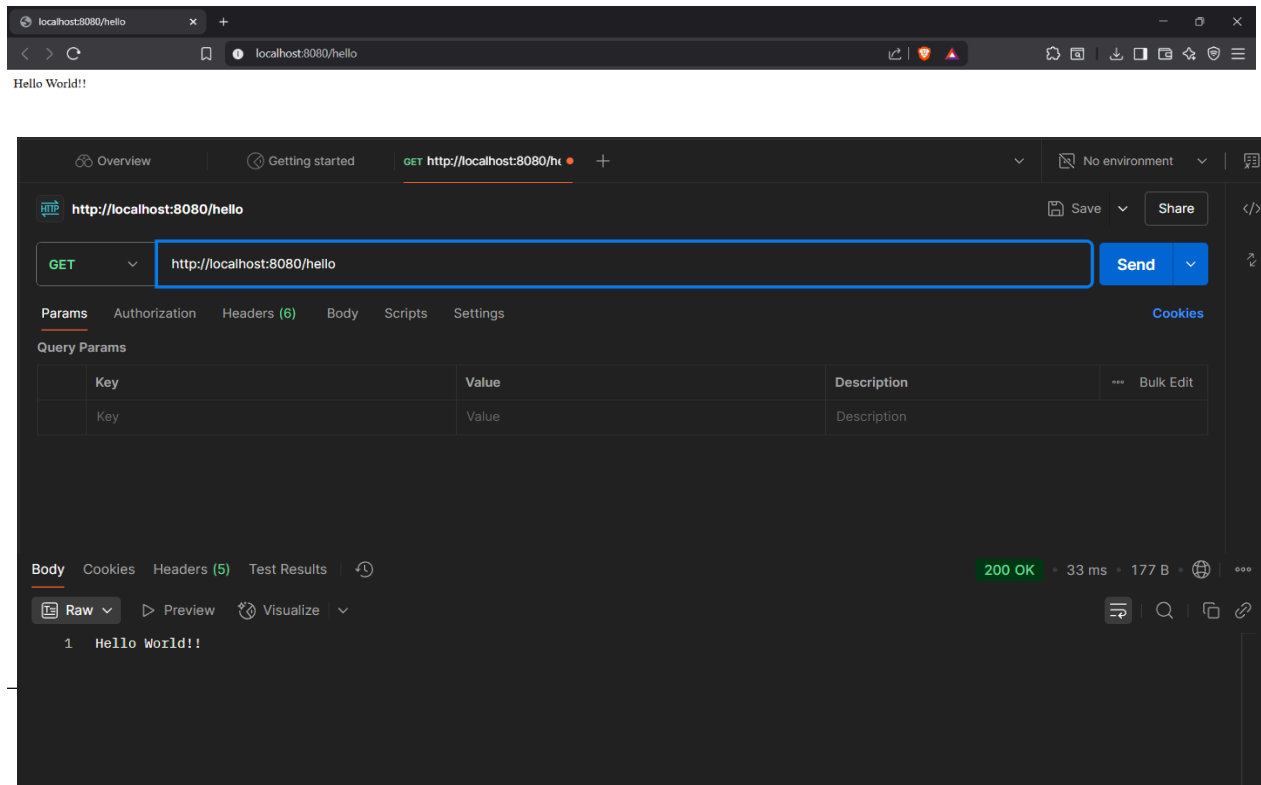 localhost:8080/hello
localhost:8080/hello
Hello World!!
Overview Getting started GET http://localhost:8080/he No environment
HTTP http://localhost:8080/hello Save Share
GET http://localhost:8080/hello Send
Params Authorization Headers (6) Body Scripts Settings Cookies
Query Params
Key Value Description Bulk Edit
Key Value Description
Body Cookies Headers (5) Test Results 200 OK 33 ms 177 B
Raw Preview Visualize
1 Hello World!!